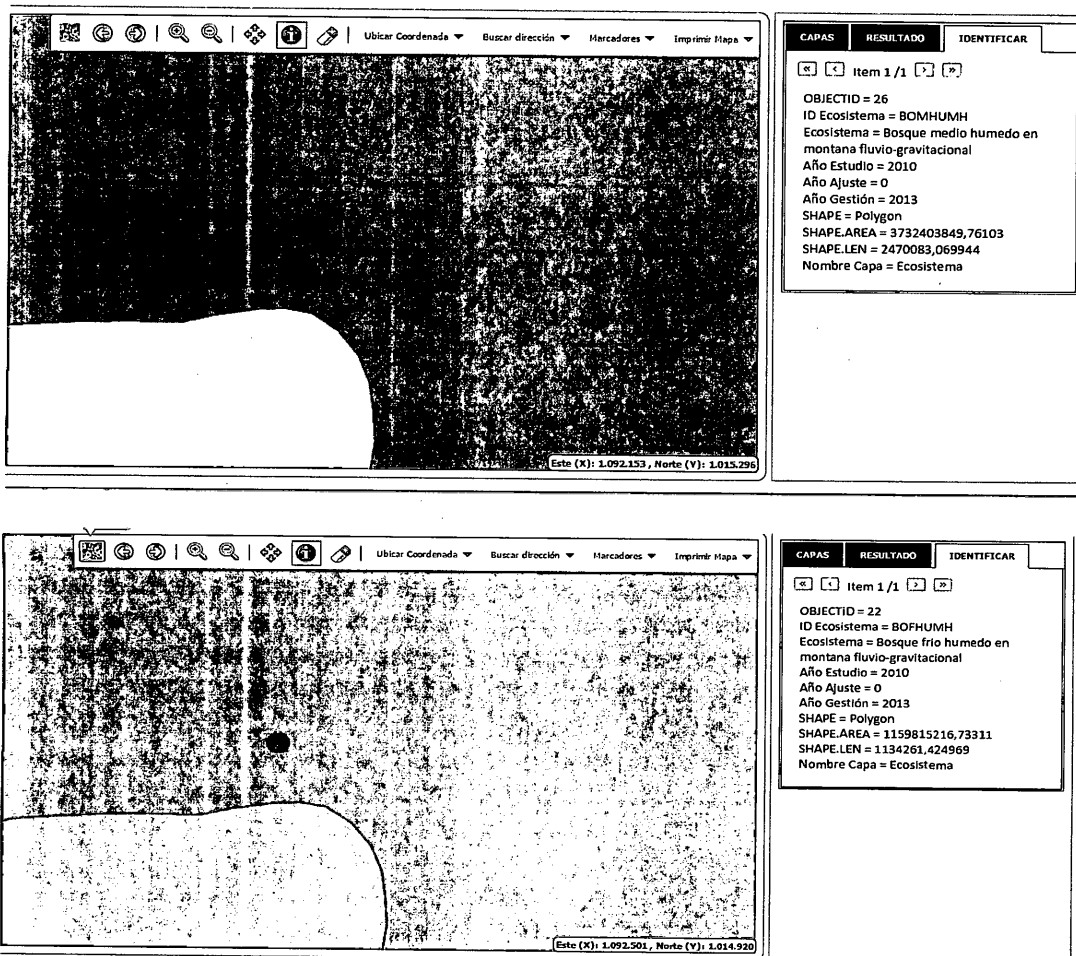 Ubicar Coordenada Buscar dirección Marcadores Imprimir Mapa
Este (X): 1.092.153 , Norte (Y): 1.015.296
CAPAS RESULTADO IDENTIFICAR
Item 1 /1
OBJECTID = 26
ID Ecosistema = BOMHUMH
Ecosistema = Bosque medio humedo en
montana fluvio-gravitacional
Año Estudio = 2010
Año Ajuste = 0
Año Gestión = 2013
SHAPE = Polygon
SHAPE.AREA = 3732403849,76103
SHAPE.LEN = 2470083,069944
Nombre Capa = Ecosistema
Ubicar Coordenada Buscar dirección Marcadores Imprimir Mapa
Este (X): 1.092.501 , Norte (Y): 1.014.920
CAPAS RESULTADO IDENTIFICAR
Item 1 /1
OBJECTID = 22
ID Ecosistema = BOFHUMH
Ecosistema = Bosque frio humedo en
montana fluvio-gravitacional
Año Estudio = 2010
Año Ajuste = 0
Año Gestión = 2013
SHAPE = Polygon
SHAPE.AREA = 1159815216,73311
SHAPE.LEN = 1134261,424969
Nombre Capa = Ecosistema